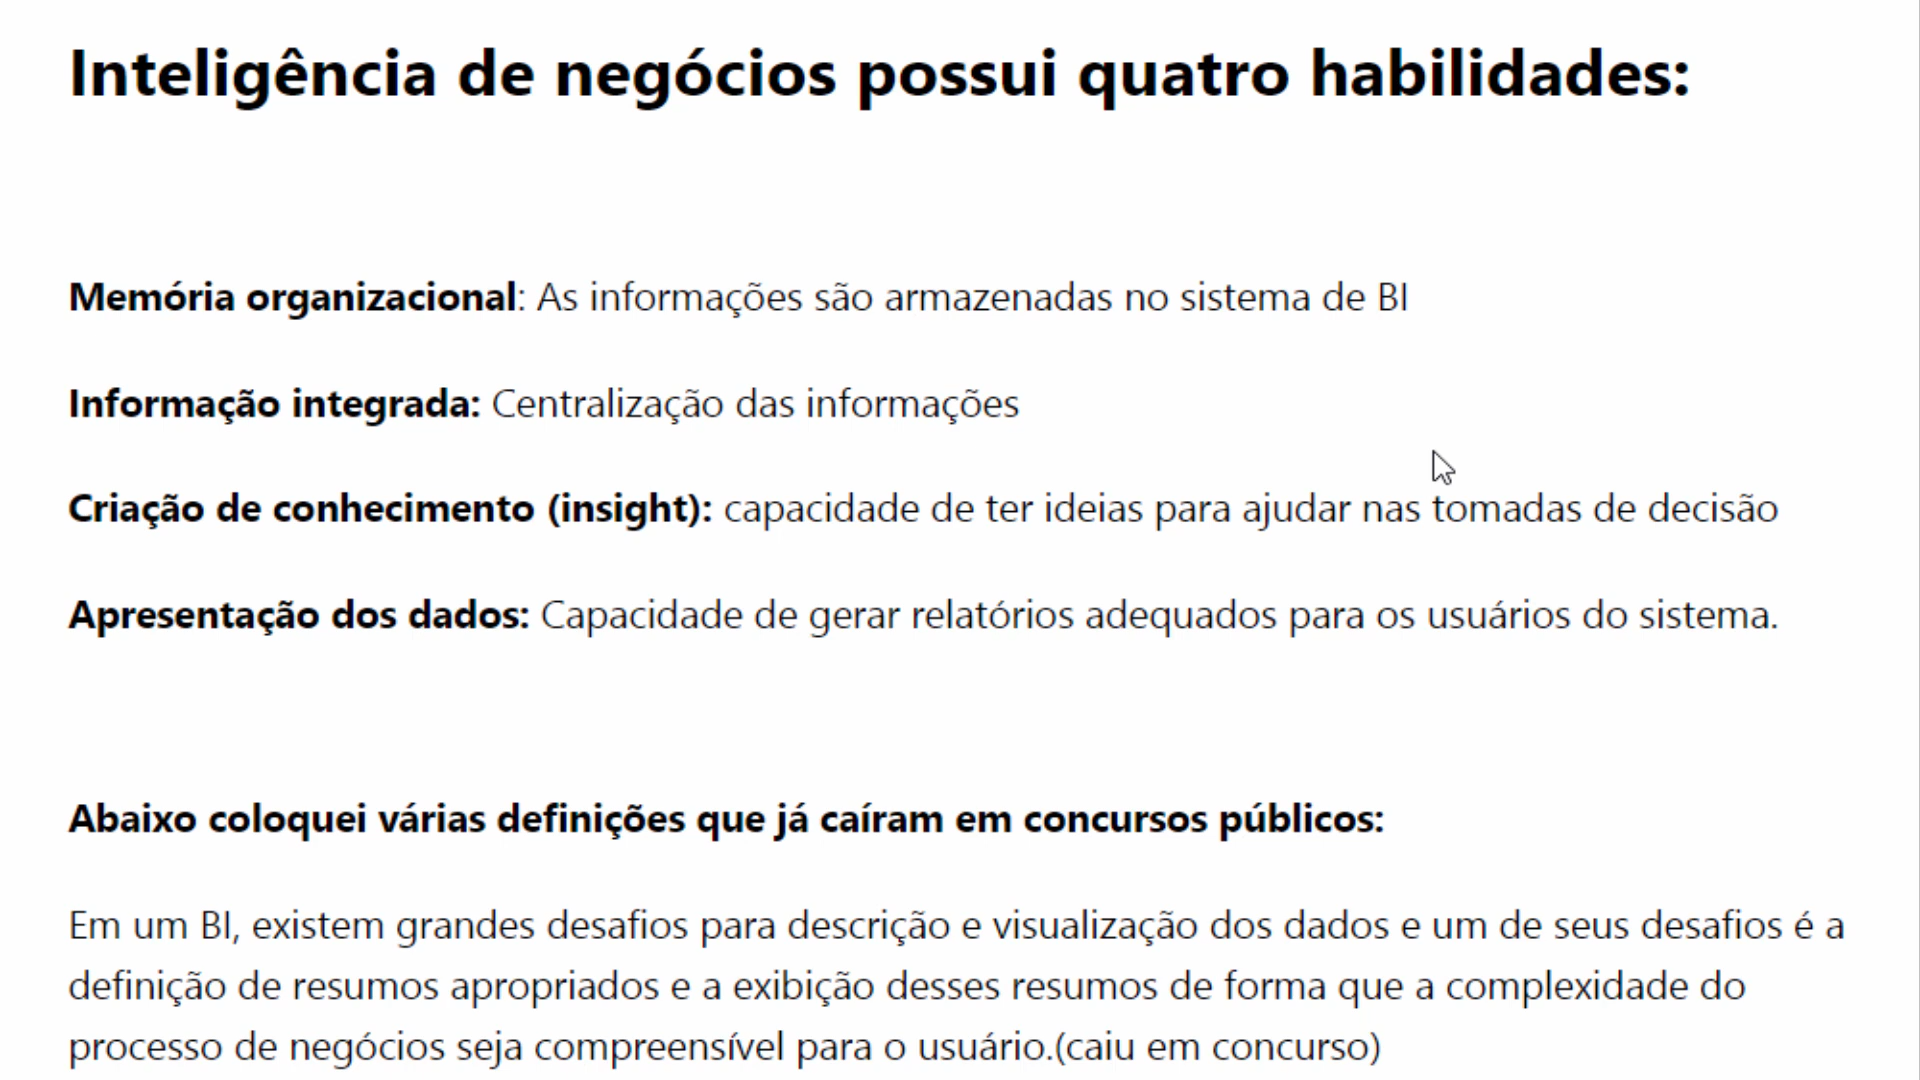 Inteligência de negócios possui quatro habilidades:
Memória organizacional: As informações são armazenadas no sistema de BI
Informação integrada: Centralização das informações
Criação de conhecimento (insight): capacidade de ter ideias para ajudar nas tomadas de decisão
Apresentação dos dados: Capacidade de gerar relatórios adequados para os usuários do sistema.
Abaixo coloquei várias definições que já caíram em concursos públicos:
Em um BI, existem grandes desafios para descrição e visualização dos dados e um de seus desafios é a
definição de resumos apropriados e a exibição desses resumos de forma que a complexidade do
processo de negócios seja compreensível para o usuário.(caiu em concurso)